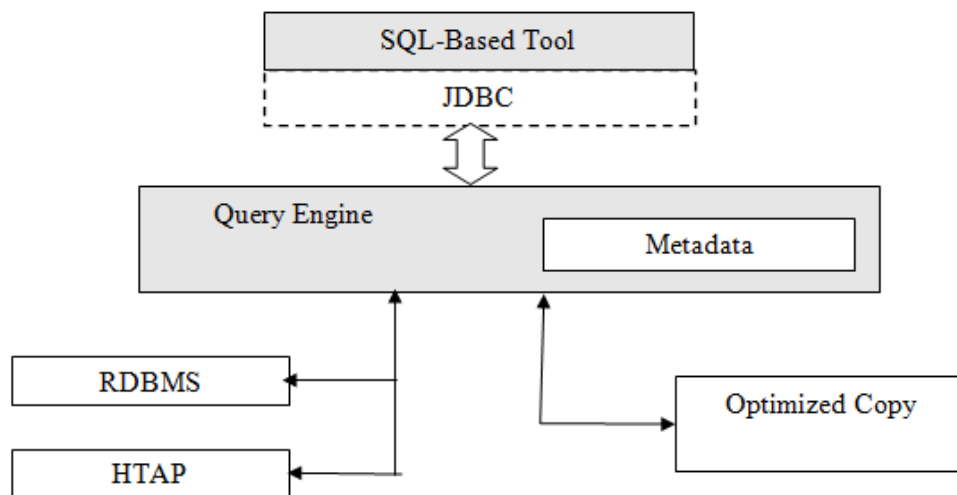 SQL-Based Tool
JDBC
Query Engine
Metadata
RDBMS
Optimized Copy
HTAP